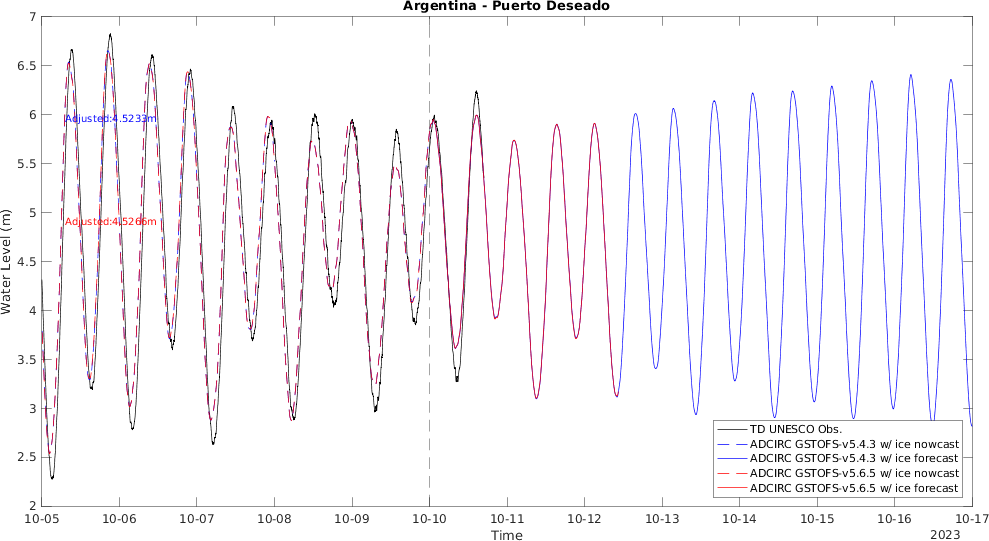 Argentina - Puerto Deseado
7
6.5
6
5.5
5
4.5
4
3.5
3
2.5
2
Water Level (m)
Adjusted:4.5233m
Adjusted:4.5266m
TD UNESCO Obs.
ADCIRC GSTOFS-v5.4.3 w/ ice nowcast
ADCIRC GSTOFS-v5.4.3 w/ ice forecast
ADCIRC GSTOFS-v5.6.5 w/ ice nowcast
ADCIRC GSTOFS-v5.6.5 w/ ice forecast
10-05 10-06 10-07 10-08 10-09 10-10 10-11 10-12 10-13 10-14 10-15 10-16 10-17
Time
2023